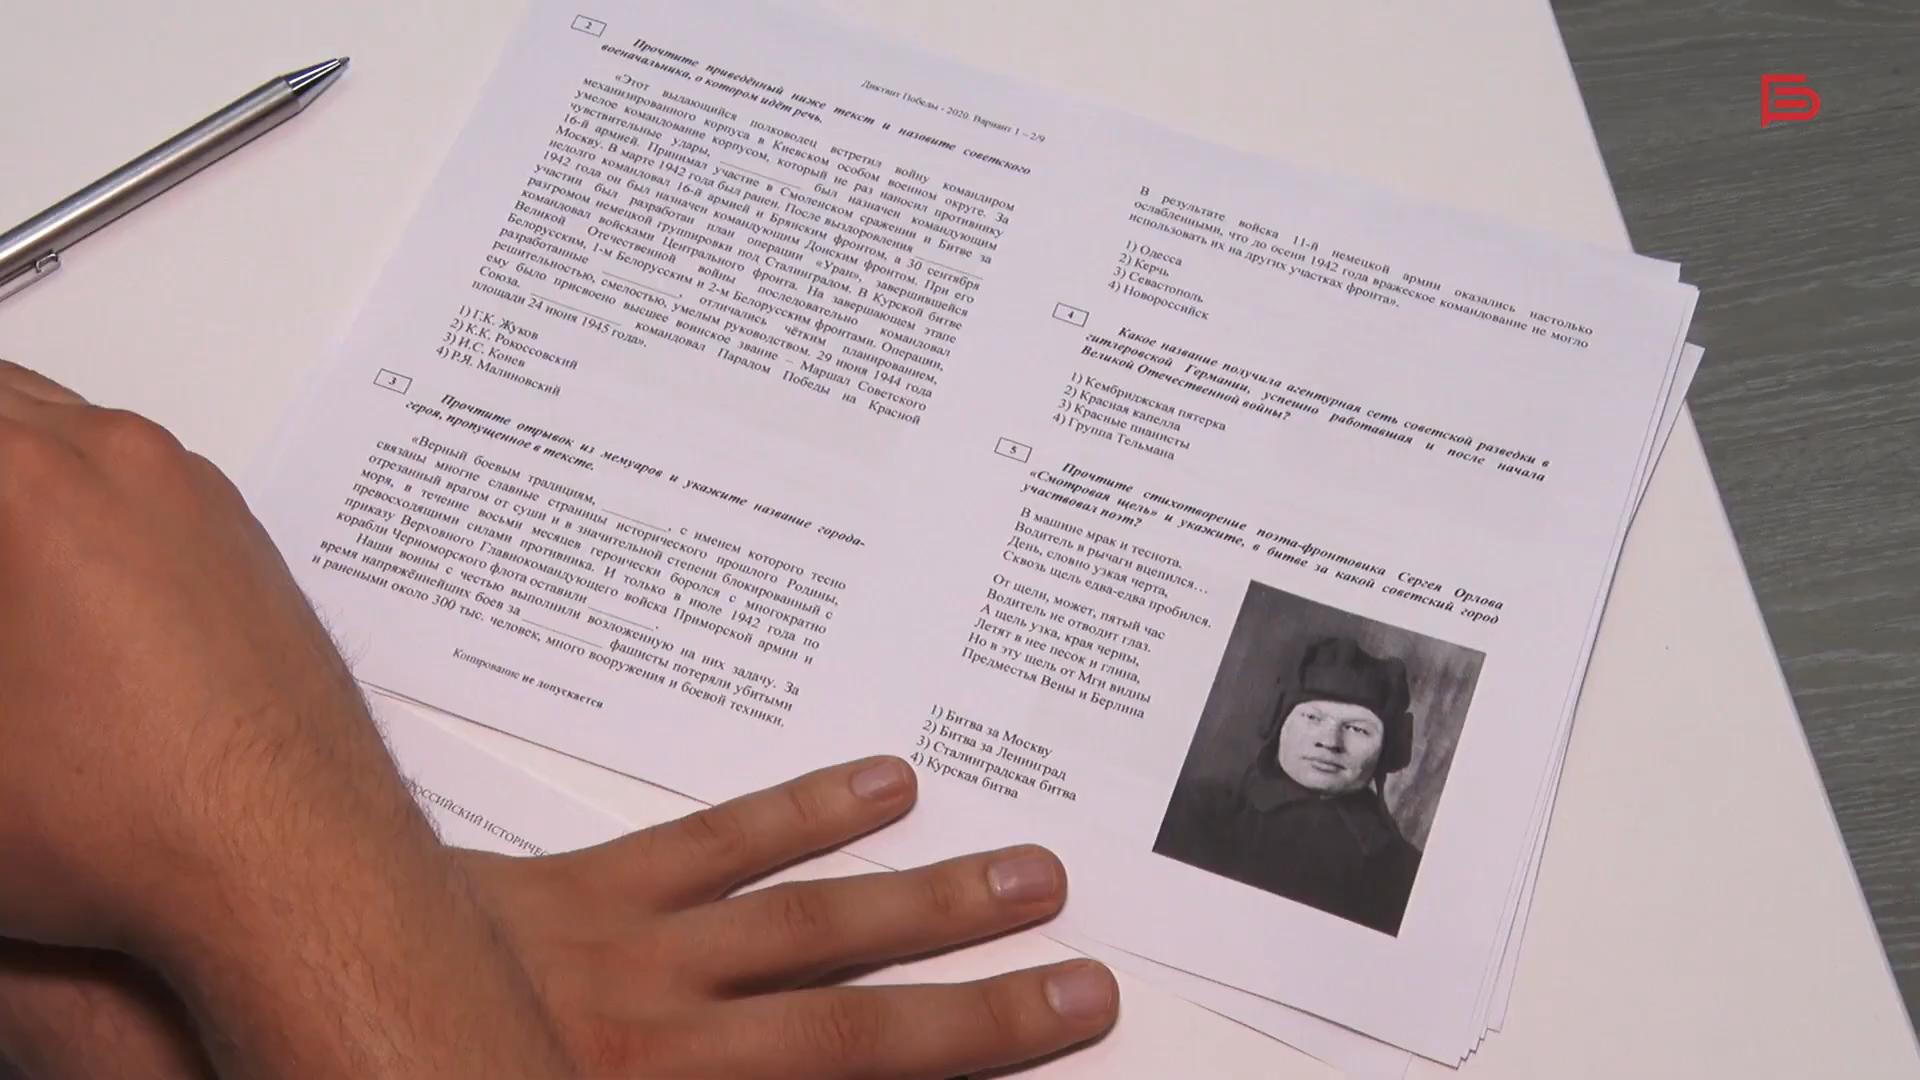 Диктант Победы - 2020. Вариант 1 – 2/9
2
Прочтите приведённый ниже текст и назовите советского
военачальника, о котором идёт речь.
«Этот выдающийся полководец встретил войну командиром
механизированного корпуса в Киевском особом военном округе. За
умелое командование корпусом, который не раз наносил противнику
чувствительные удары, ____________ был назначен командующим
16-й армией. Принимал участие в Смоленском сражении и Битве за
Москву. В марте 1942 года был ранен. После выздоровления ____________
недолго командовал 16-й армией и Брянским фронтом, а 30 сентября
1942 года он был назначен командующим Донским фронтом. При его
участии был разработан план операции «Уран», завершившейся
разгромом немецкой группировки под Сталинградом. В Курской битве
командовал войсками Центрального фронта. На завершающем этапе
Великой Отечественной войны последовательно командовал
Белорусским, 1-м Белорусским и 2-м Белорусским фронтами. Операции,
разработанные ____________, отличались чётким планированием,
решительностью, смелостью, умелым руководством. 29 июня 1944 года
ему было присвоено высшее воинское звание – Маршал Советского
Союза. ____________ командовал Парадом Победы на Красной
площади 24 июня 1945 года».
1) Г.К. Жуков
2) К.К. Рокоссовский
3) И.С. Конев
4) Р.Я. Малиновский
3
Прочтите отрывок из мемуаров и укажите название города-
героя, пропущенное в тексте.
«Верный боевым традициям, __________, с именем которого тесно
связаны многие славные страницы исторического прошлого Родины,
отрезанный врагом от суши и в значительной степени блокированный с
моря, в течение восьми месяцев героически боролся с многократно
превосходящими силами противника. И только в июле 1942 года по
приказу Верховного Главнокомандующего войска Приморской армии и
корабли Черноморского флота оставили __________.
Наши воины с честью выполнили возложенную на них задачу. За
время напряжённейших боев за ____________ фашисты потеряли убитыми
и ранеными около 300 тыс. человек, много вооружения и боевой техники.
Копирование не допускается
В результате войска 11-й немецкой армии оказались настолько
ослабленными, что до осени 1942 года вражеское командование не могло
использовать их на других участках фронта».
1) Одесса
2) Керчь
3) Севастополь
4) Новороссийск
4
Какое название получила агентурная сеть советской разведки в
гитлеровской Германии, успешно работавшая и после начала
Великой Отечественной войны?
1) Кембриджская пятерка
2) Красная капелла
3) Красные пианисты
4) Группа Тельмана
5
Прочтите стихотворение поэта-фронтовика Сергея Орлова
«Смотровая щель» и укажите, в битве за какой советский город
участвовал поэт?
В машине мрак и теснота.
Водитель в рычаги вцепился…
День, словно узкая черта,
Сквозь щель едва-едва пробился.
От щели, может, пятый час
Водитель не отводит глаз.
А щель узка, края черны,
Летят в нее песок и глина,
Но в эту щель от Мги видны
Предместья Вены и Берлина
1) Битва за Москву
2) Битва за Ленинград
3) Сталинградская битва
4) Курская битва
РОССИЙСКИЙ ИСТОРИЧЕС